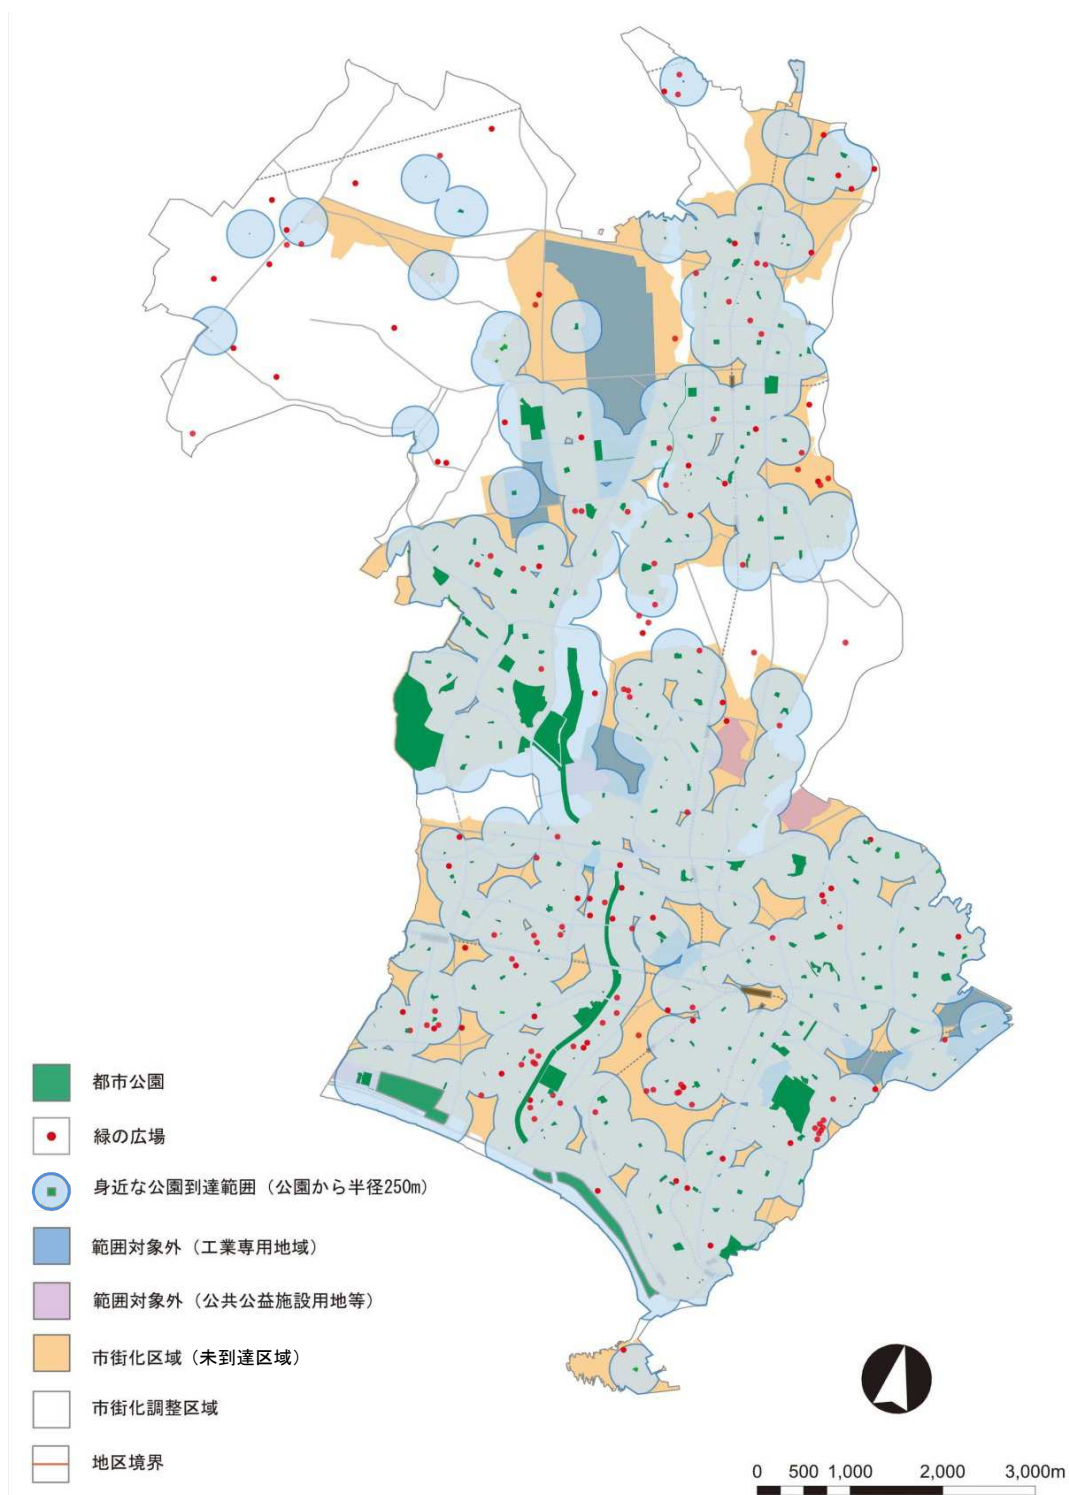 都市公園
緑の広場
身近な公園到達範囲（公園から半径250m）
範囲対象外（工業専用地域）
範囲対象外（公共公益施設用地等）
市街化区域（未到達区域）
市街化調整区域
地区境界
0 500 1,000 2,000 3,000m